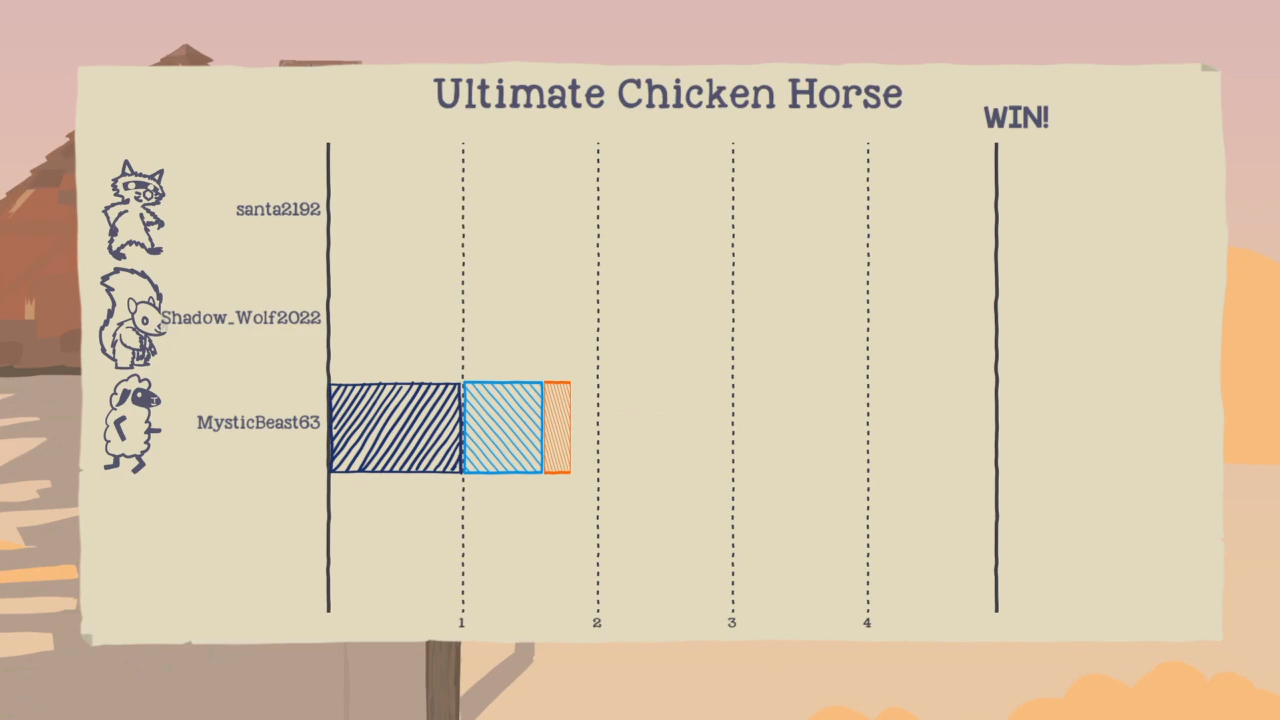 Ultimate Chicken Horse
WIN!
santa2192
Shadow_Wolf2022
MysticBeast63
1 2 3 4